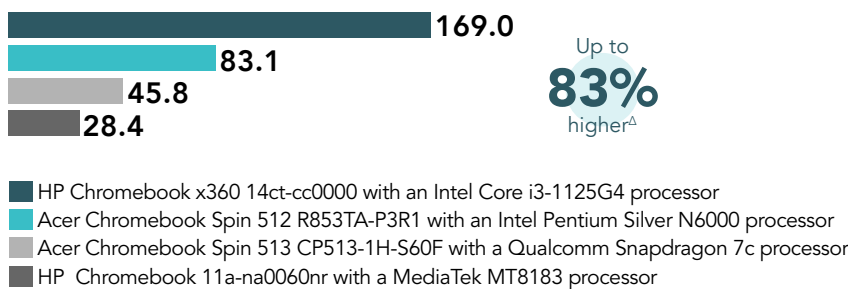 169.0
83.1
45.8
28.4
Up to
83%
higher△
HP Chromebook x360 14ct-cc0000 with an Intel Core i3-1125G4 processor
Acer Chromebook Spin 512 R853TA-P3R1 with an Intel Pentium Silver N6000 processor
Acer Chromebook Spin 513 CP513-1H-S60F with a Qualcomm Snapdragon 7c processor
HP Chromebook 11a-na0060nr with a MediaTek MT8183 processor